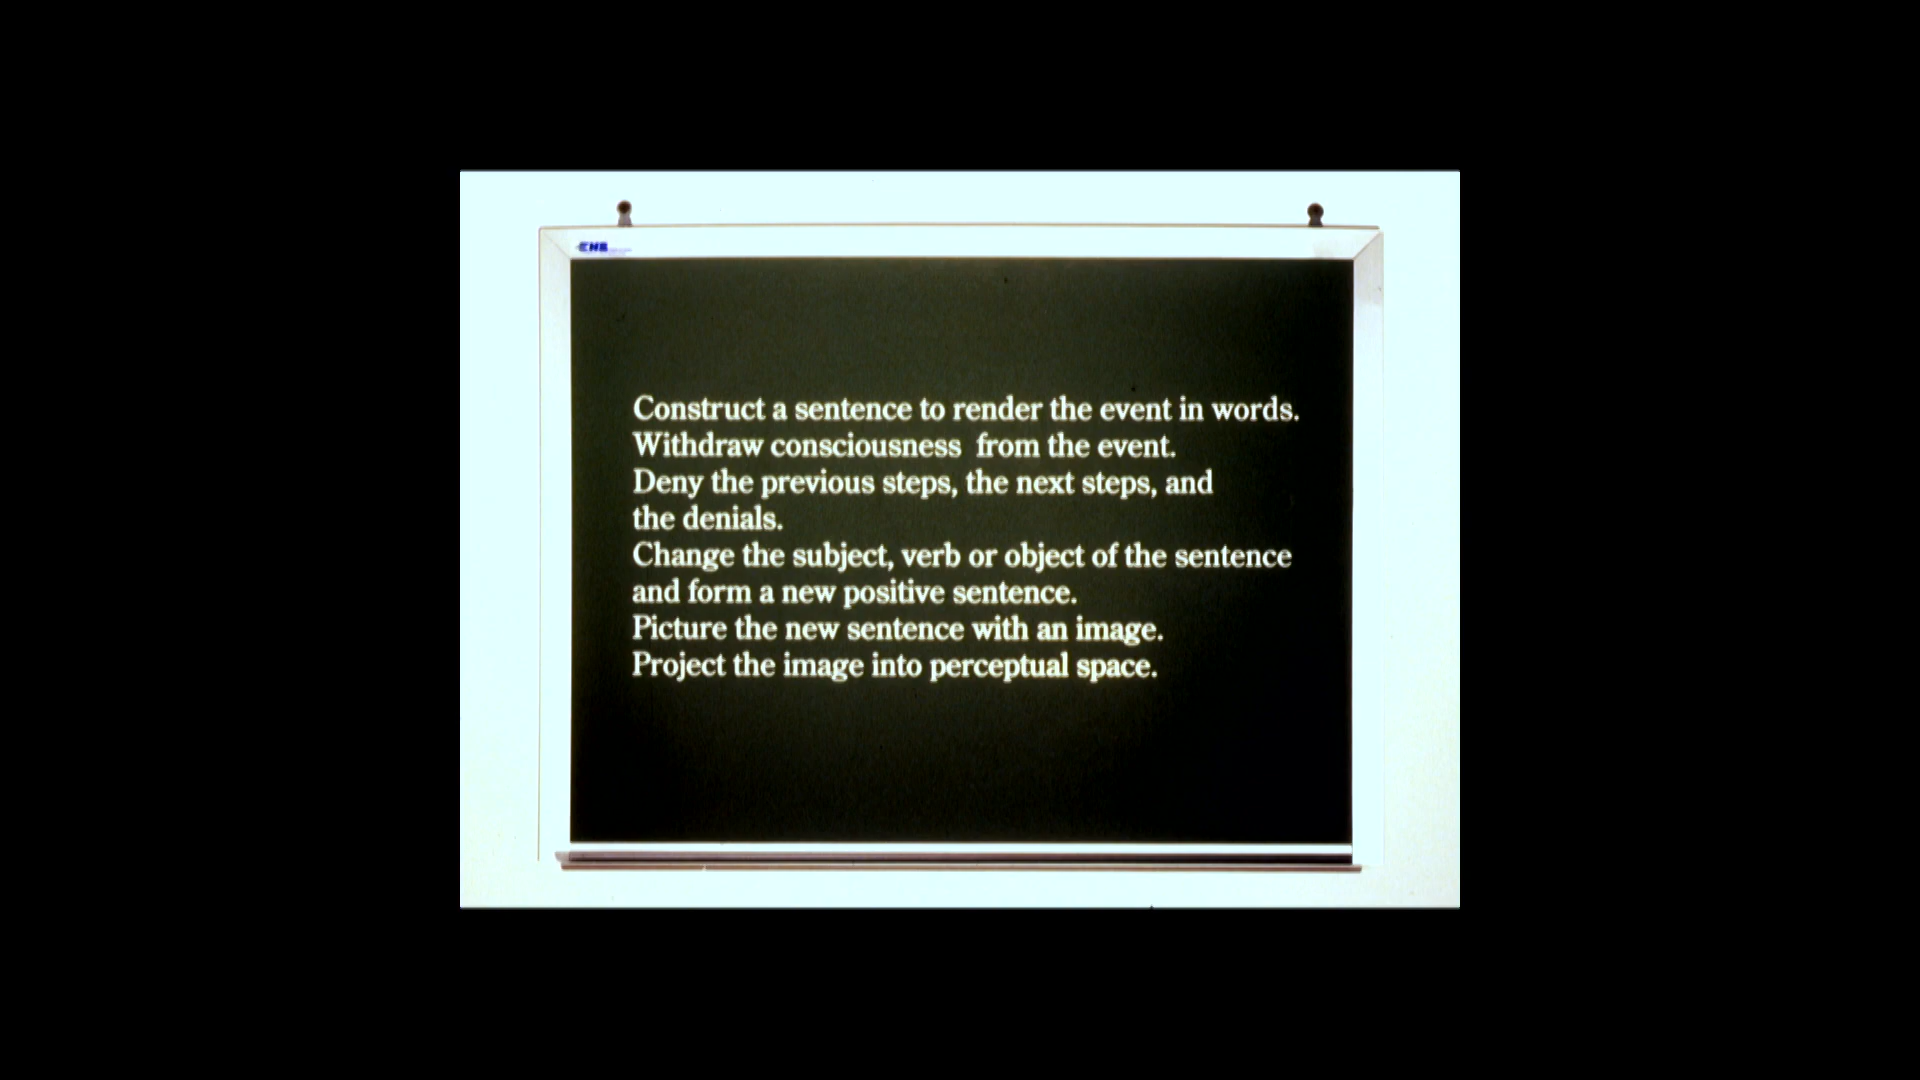 CHB
Construct a sentence to render the event in words.
Withdraw consciousness  from the event.
Deny the previous steps, the next steps, and
the denials.
Change the subject, verb or object of the sentence
and form a new positive sentence.
Picture the new sentence with an image.
Project the image into perceptual space.